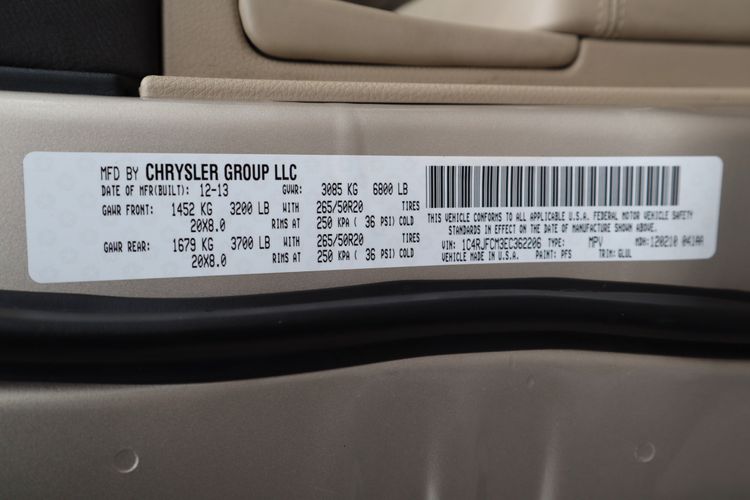 MFD BY CHRYSLER GROUP LLC
DATE OF MFR(BUILT): 12-13 GVWR: 3085 KG 6800 LB
GAWR FRONT: 1452 KG 3200 LB WITH 265/50R20 TIRES
20X8.0 RIMS AT 250 KPA ( 36 PSI) COLD
GAWR REAR: 1679 KG 3700 LB WITH 265/50R20 TIRES
20X8.0 RIMS AT 250 KPA ( 36 PSI) COLD
THIS VEHICLE CONFORMS TO ALL APPLICABLE U.S.A. FEDERAL MOTOR VEHICLE SAFETY
STANDARDS IN EFFECT ON THE DATE OF MANUFACTURE SHOWN ABOVE.
VIN: 1C4RJFCM3EC362206 TYPE: MPV MDH: 120210 041AA
VEHICLE MADE IN U.S.A. PAINT: PFS TRIM: GLUL